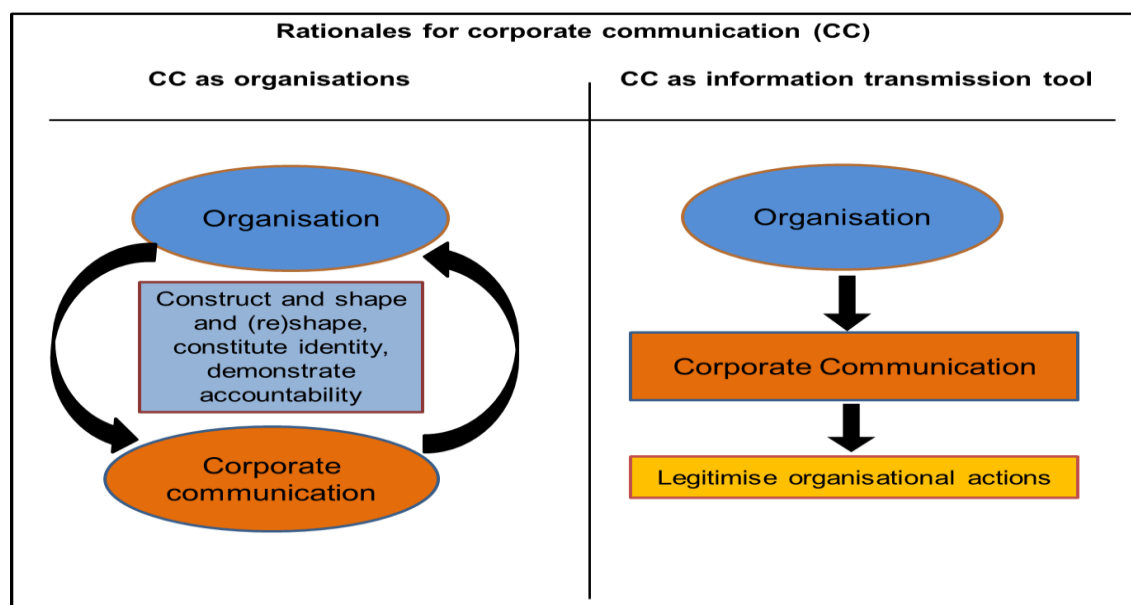 Rationales for corporate communication (CC)
CC as organisations
CC as information transmission tool
Organisation
Construct and shape
and (re)shape,
constitute identity,
demonstrate
accountability
Corporate
communication
Organisation
Corporate Communication
Legitimise organisational actions